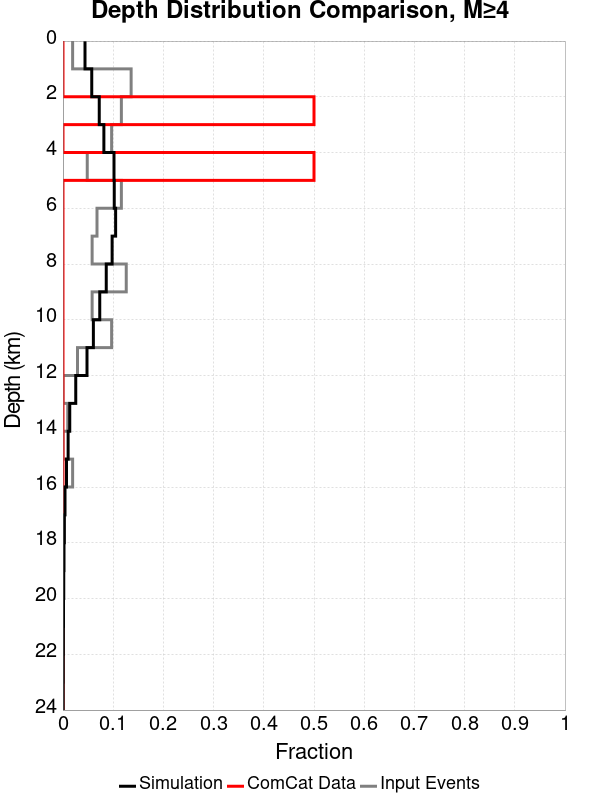 Depth Distribution Comparison, M≥4
0
2
4
6
8
10
12
14
16
18
20
22
24
Depth (km)
0 0.1 0.2 0.3 0.4 0.5 0.6 0.7 0.8 0.9 1
Fraction
Simulation ComCat Data Input Events